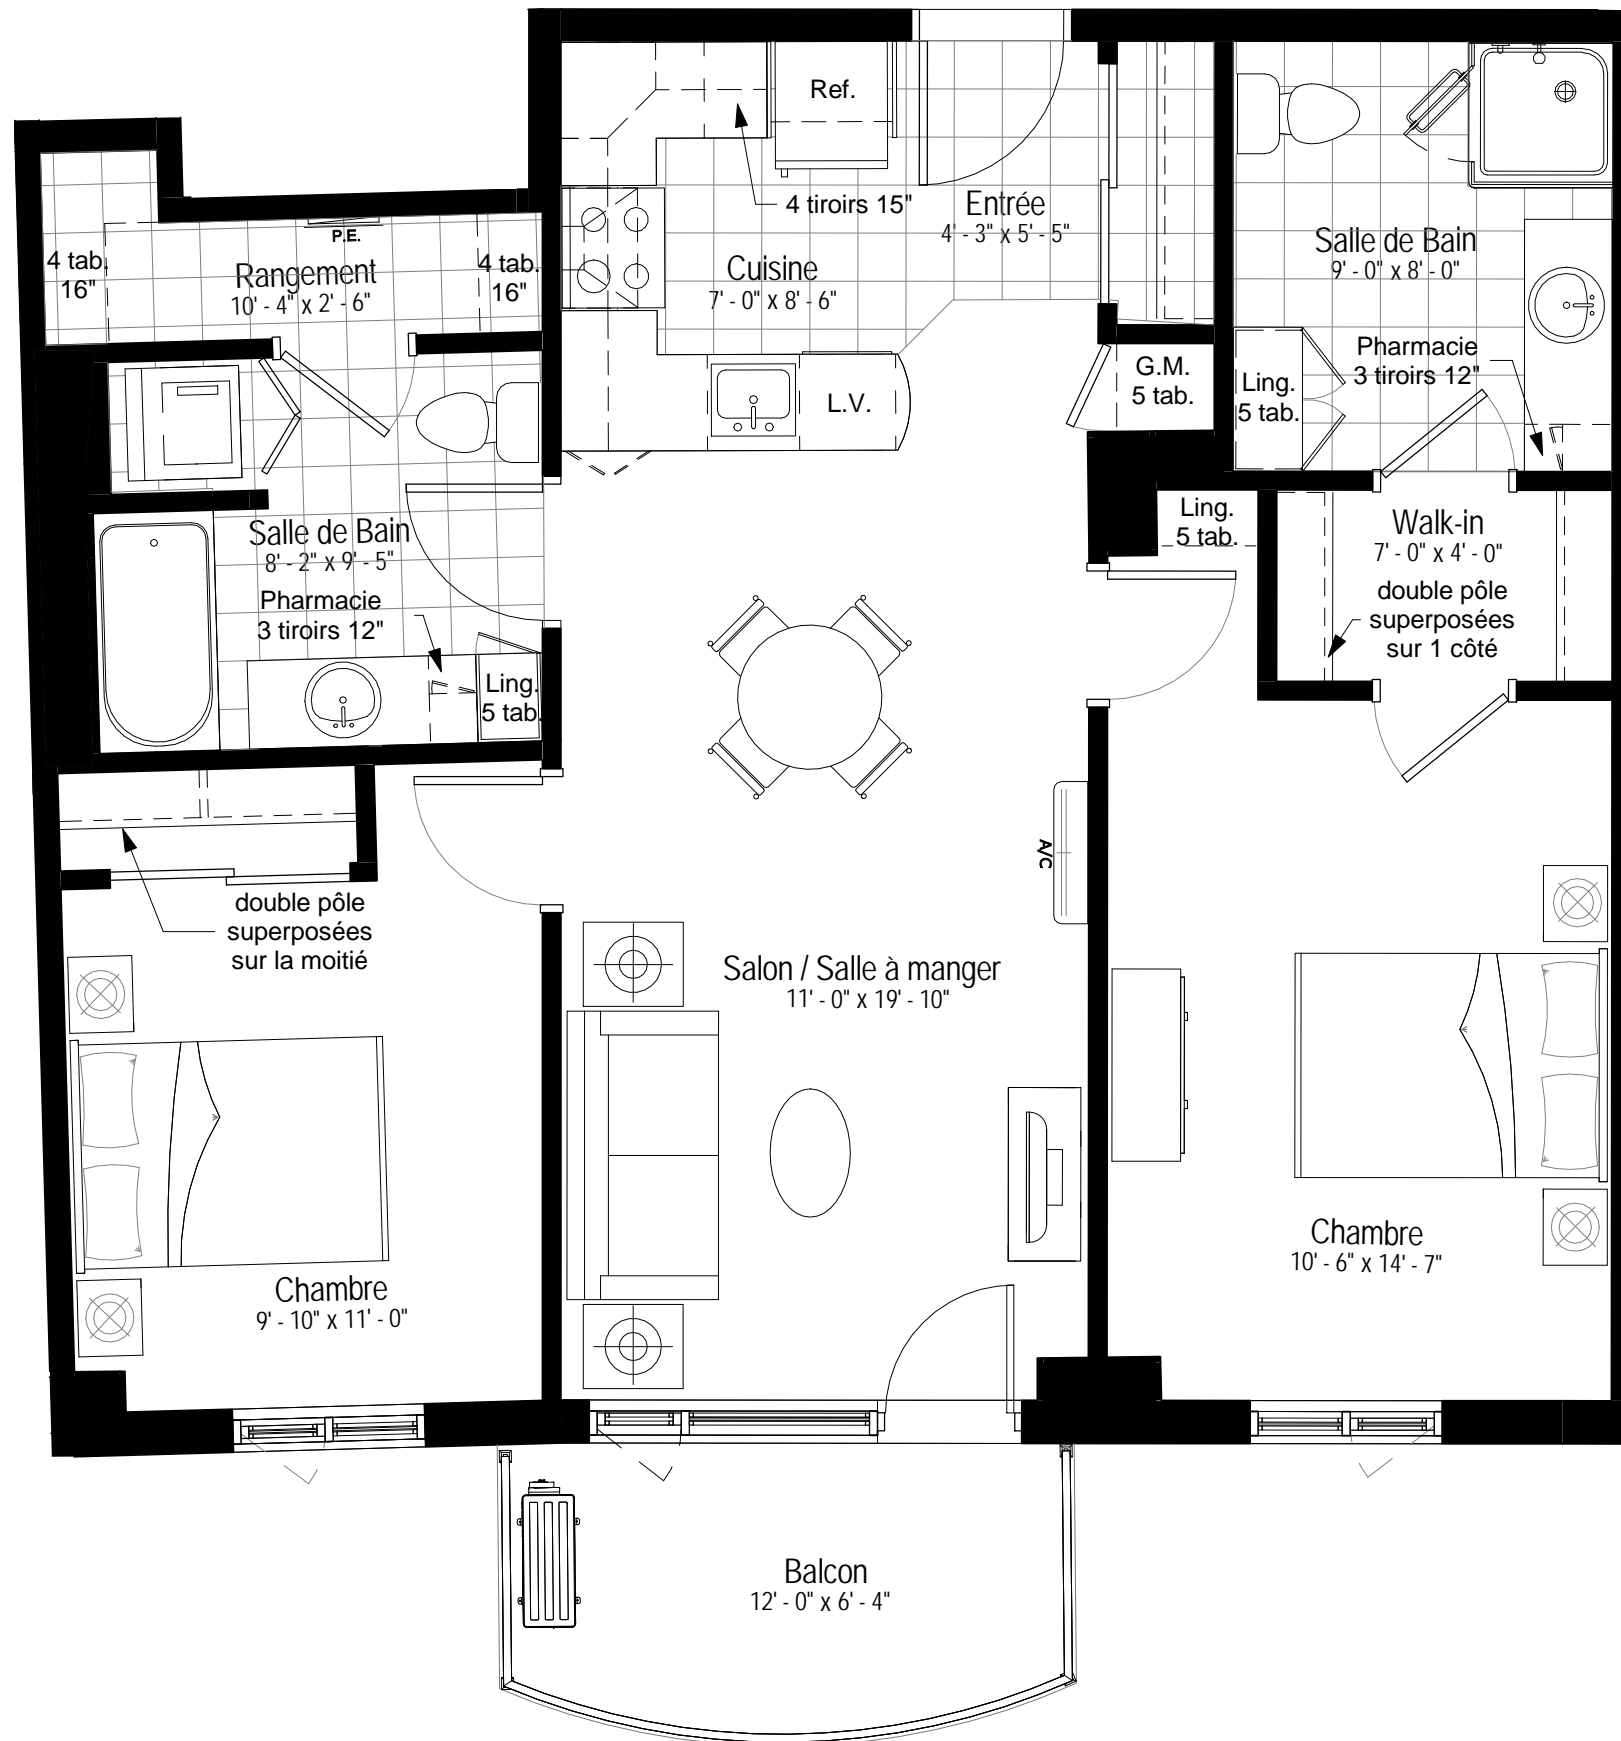 Ref.
4 tiroirs 15"
Entrée
4' - 3" x 5' - 5"
Cuisine
7' - 0" x 8' - 6"
L.V.
G.M.
5 tab.
Salle de Bain
9' - 0" x 8' - 0"
Pharmacie
3 tiroirs 12"
Ling.
5 tab.
4 tab.
16"
P.E.
Rangement
10' - 4" x 2' - 6"
4 tab.
16"
Salle de Bain
8' - 2" x 9' - 5"
Pharmacie
3 tiroirs 12"
Ling.
5 tab.
Ling.
5 tab.
Walk-in
7' - 0" x 4' - 0"
double pôle
superposées
sur 1 côté
A/C
double pôle
superposées
sur la moitié
Salon / Salle à manger
11' - 0" x 19' - 10"
Chambre
10' - 6" x 14' - 7"
Chambre
9' - 10" x 11' - 0"
Balcon
12' - 0" x 6' - 4"